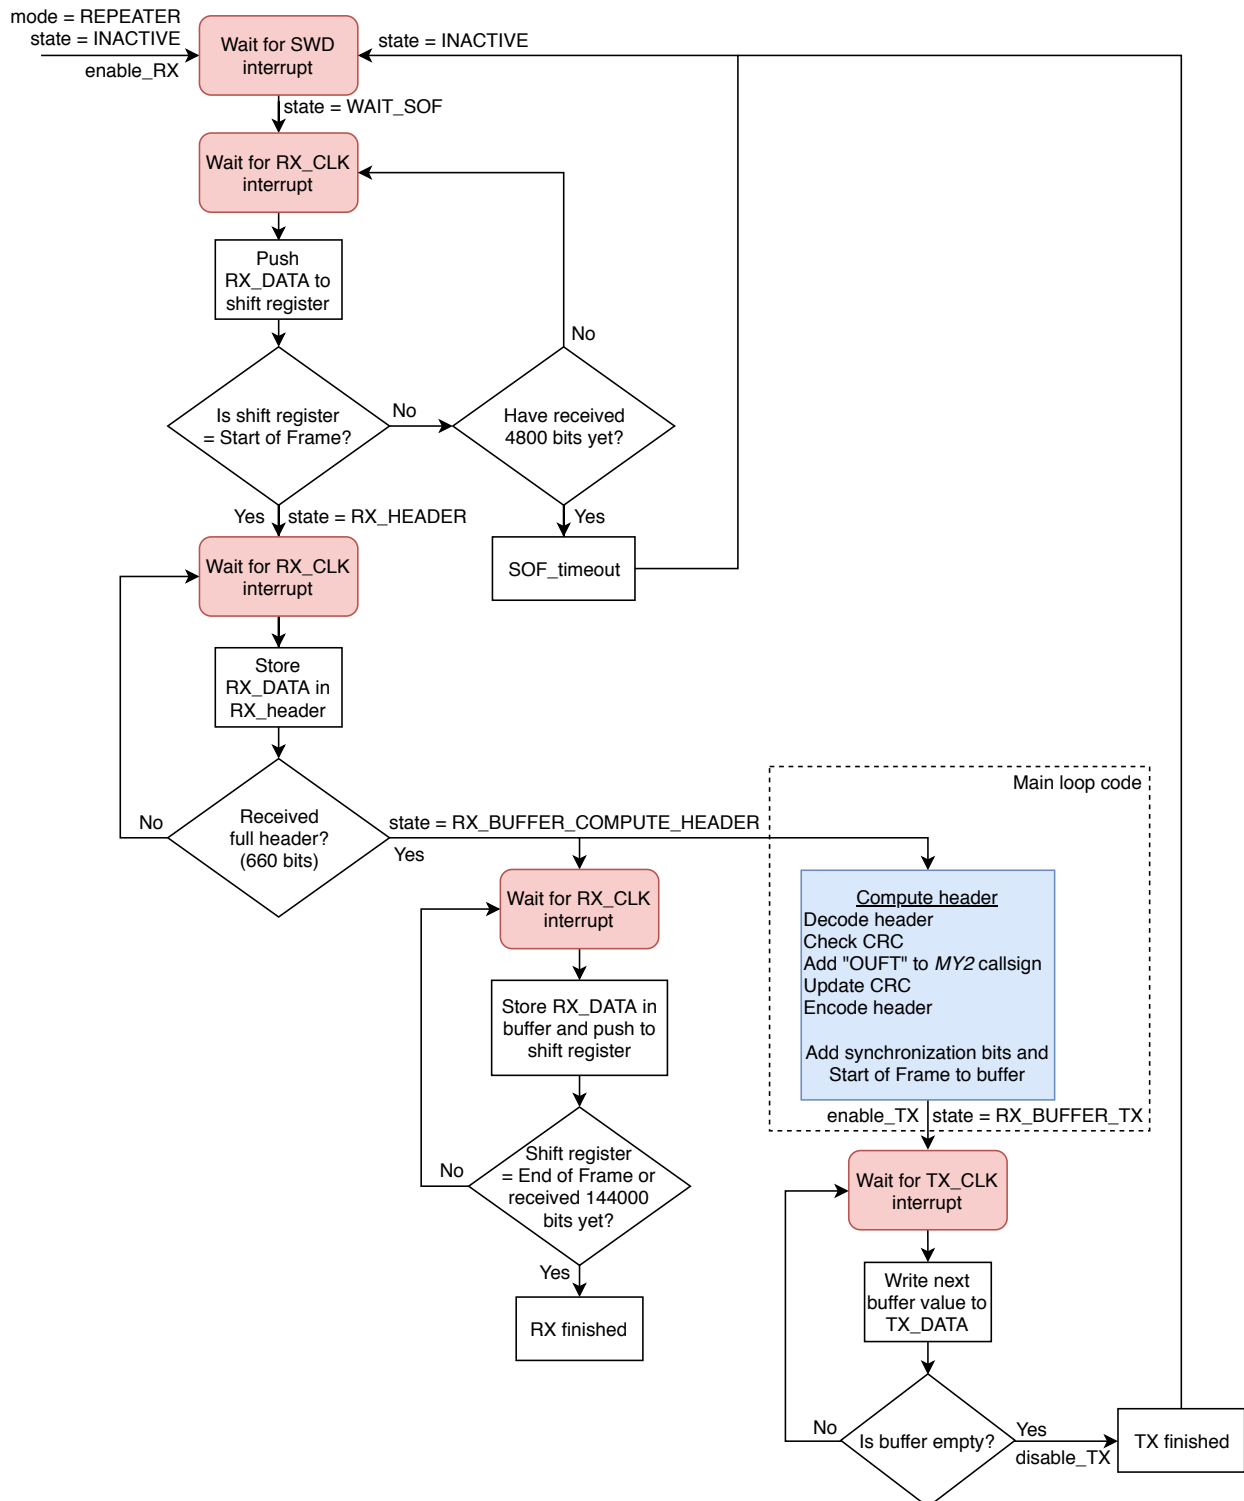 mode = REPEATER
state = INACTIVE
enable_RX
Wait for SWD
interrupt
state = INACTIVE
state = WAIT_SOF
Wait for RX_CLK
interrupt
Push
RX_DATA to
shift register
Is shift register
= Start of Frame?
No
Have received
4800 bits yet?
No
Yes
SOF_timeout
Yes
state = RX_HEADER
Wait for RX_CLK
interrupt
Store
RX_DATA in
RX_header
Received
full header?
(660 bits)
No
Yes
state = RX_BUFFER_COMPUTE_HEADER
Main loop code
Wait for RX_CLK
interrupt
Store RX_DATA in
buffer and push to
shift register
Shift register
= End of Frame or
received 144000
bits yet?
No
Yes
RX finished
Compute header
Decode header
Check CRC
Add "OUFT" to MY2 callsign
Update CRC
Encode header
Add synchronization bits and
Start of Frame to buffer
enable_TX
state = RX_BUFFER_TX
Wait for TX_CLK
interrupt
Write next
buffer value to
TX_DATA
Is buffer empty?
No
Yes
disable_TX
TX finished